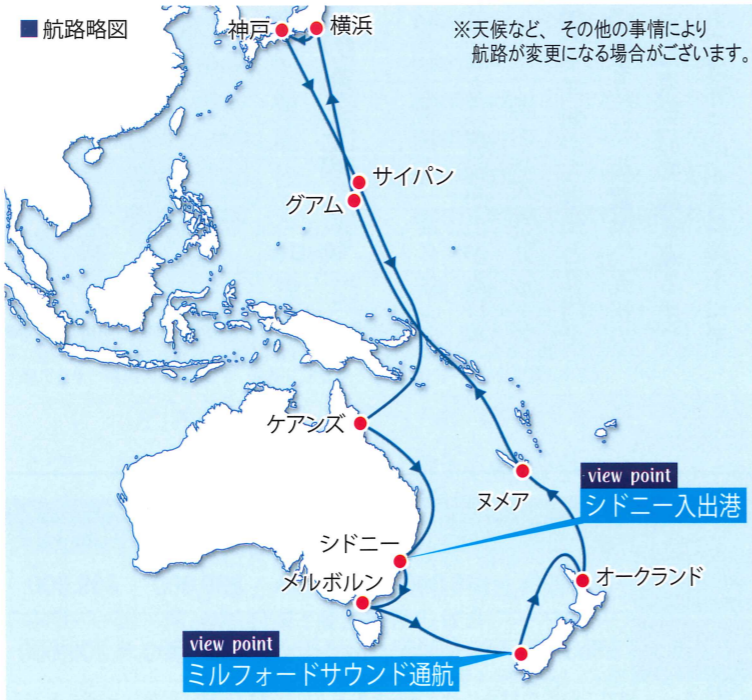 ■航路略図
神戸
横浜
※天候など、その他の事情により
航路が変更になる場合がございます。
サイパン
グアム
ケアンズ
ヌメア
view point
シドニー入出港
シドニー
メルボルン
オークランド
view point
ミルフォードサウンド通航